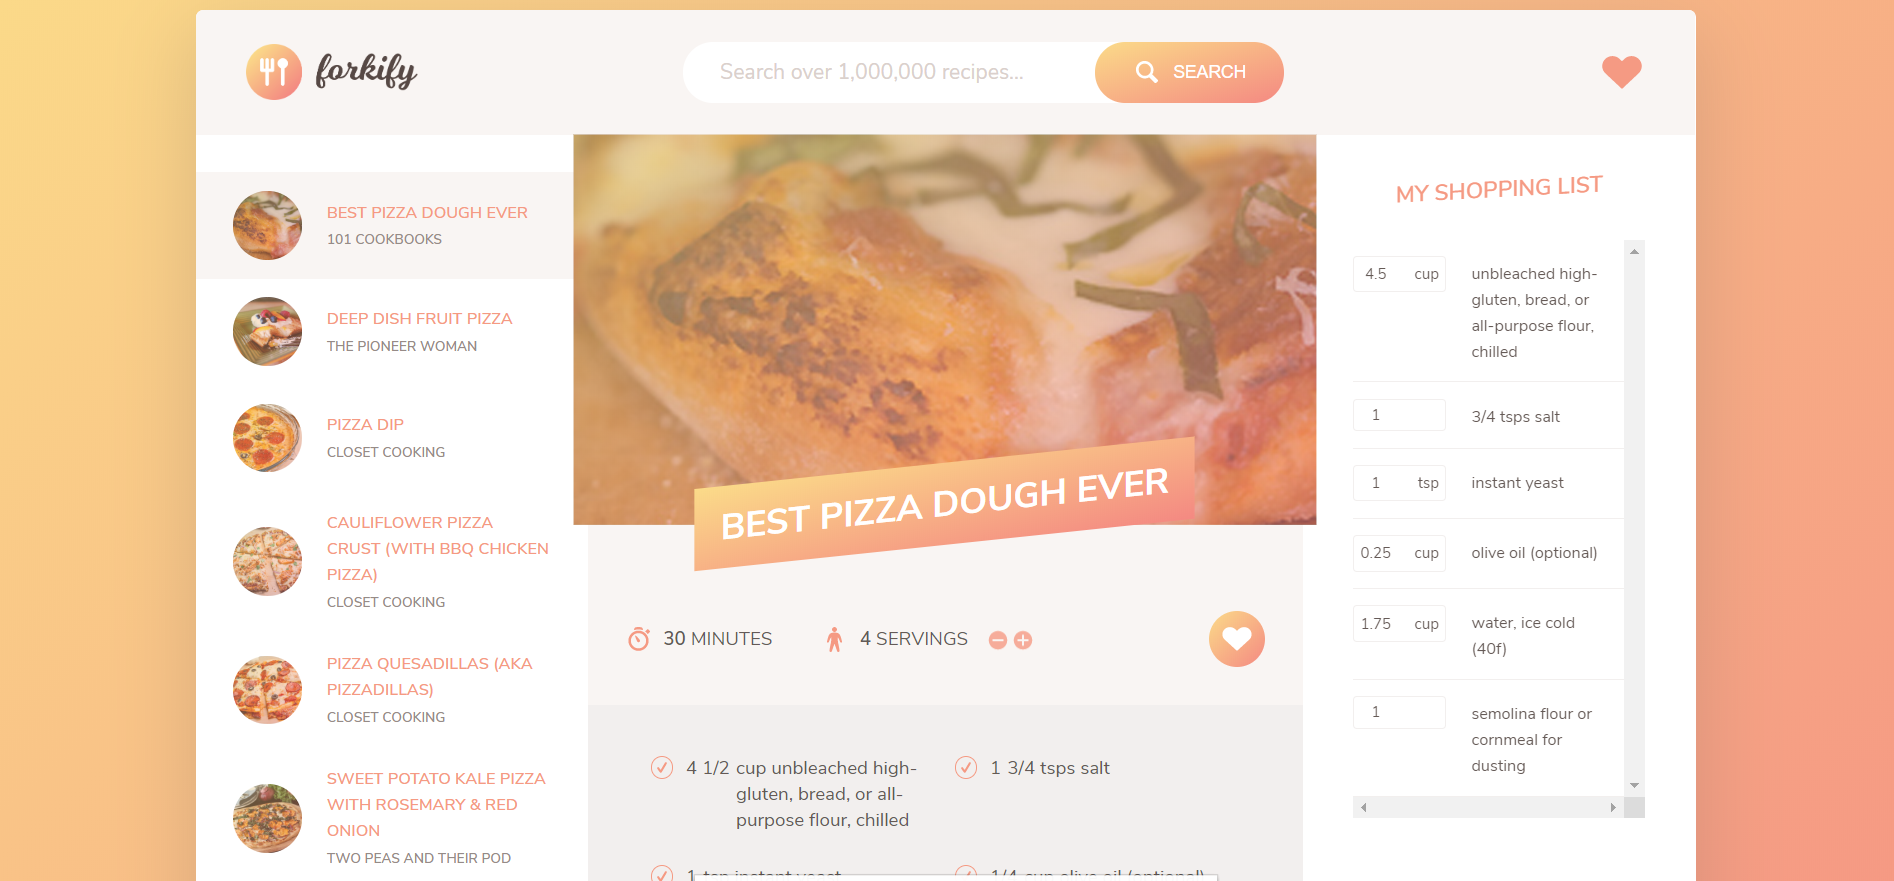 forkify
Search over 1,000,000 recipes...
SEARCH
BEST PIZZA DOUGH EVER
101 COOKBOOKS
DEEP DISH FRUIT PIZZA
THE PIONEER WOMAN
PIZZA DIP
CLOSET COOKING
CAULIFLOWER PIZZA
CRUST (WITH BBQ CHICKEN
PIZZA)
CLOSET COOKING
PIZZA QUESADILLAS (AKA
PIZZADILLAS)
CLOSET COOKING
SWEET POTATO KALE PIZZA
WITH ROSEMARY & RED
ONION
TWO PEAS AND THEIR POD
BEST PIZZA DOUGH EVER
30 MINUTES
4 SERVINGS
4 1/2 cup unbleached high-
gluten, bread, or all-
purpose flour, chilled
1 3/4 tsps salt
1 tsp instant yeast
1/4 cup olive oil (optional)
MY SHOPPING LIST
4.5 cup unbleached high-
gluten, bread, or
all-purpose flour,
chilled
1 3/4 tsps salt
1 tsp instant yeast
0.25 cup olive oil (optional)
1.75 cup water, ice cold
(40f)
1 semolina flour or
cornmeal for
dusting